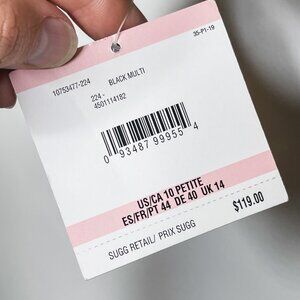 35-P1-19
10753477-224
224 - BLACK MULTI
4501114182
0 93487 99955 4
US/CA 10 PETITE
ES/FR/PT 44 DE 40 UK 14
$119.00
SUGG RETAIL/ PRIX SUGG